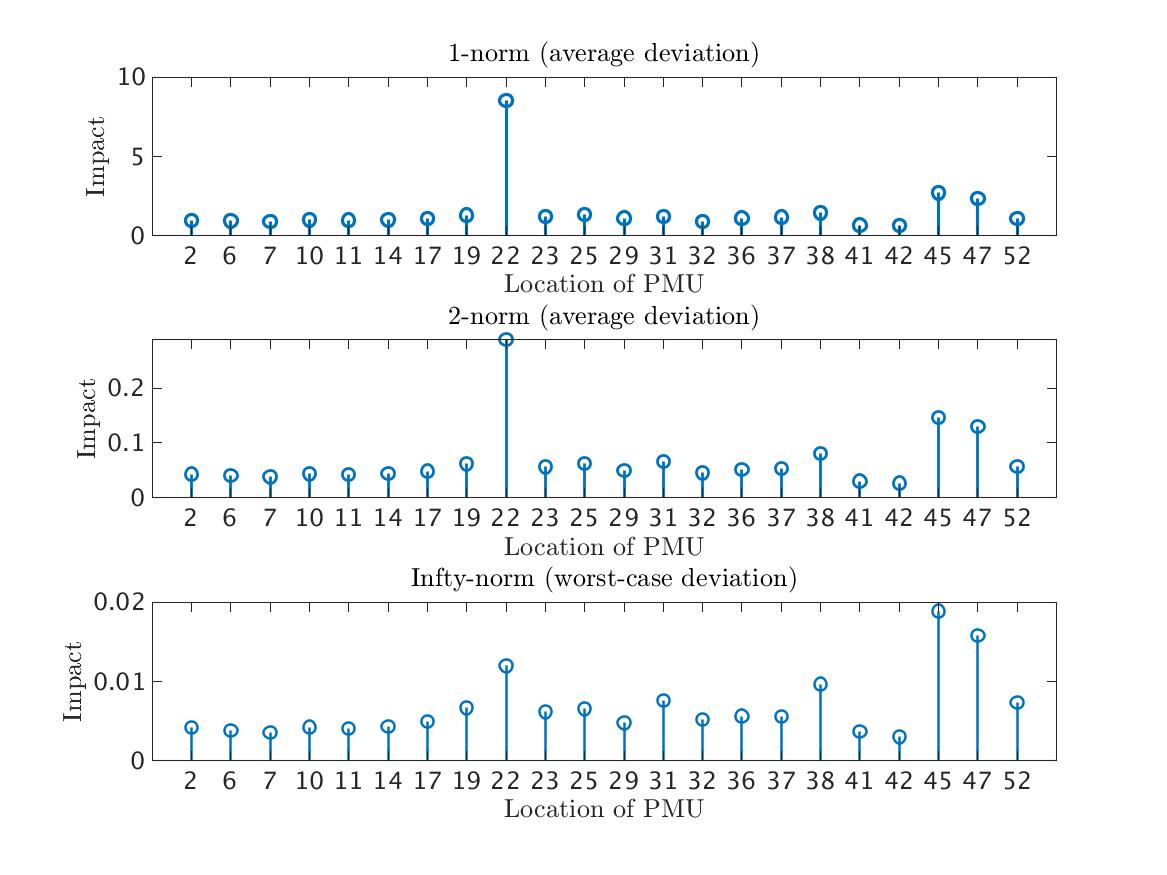 1-norm (average deviation)
10
5
0
Impact
2 6 7 10 11 14 17 19 22 23 25 29 31 32 36 37 38 41 42 45 47 52
Location of PMU
2-norm (average deviation)
0.2
0.1
0
Impact
2 6 7 10 11 14 17 19 22 23 25 29 31 32 36 37 38 41 42 45 47 52
Location of PMU
Infty-norm (worst-case deviation)
0.02
0.01
0
Impact
2 6 7 10 11 14 17 19 22 23 25 29 31 32 36 37 38 41 42 45 47 52
Location of PMU